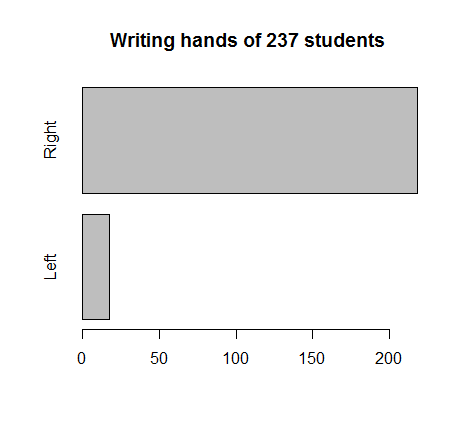 Writing hands of 237 students
Right
Left
0 50 100 150 200